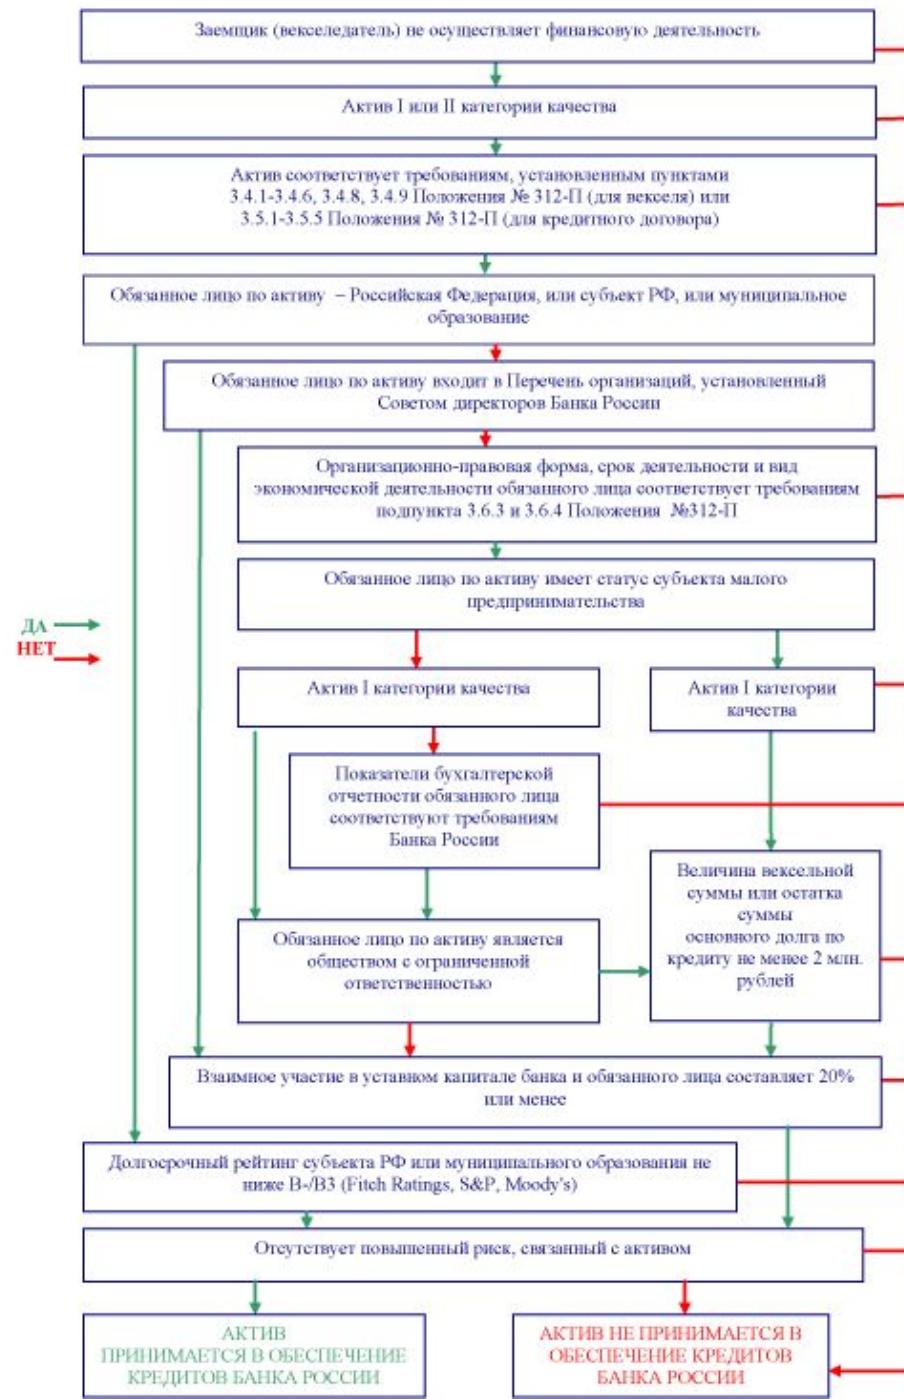 Заемщик (векселедатель) не осуществляет финансовую деятельность
Актив I или II категории качества
Актив соответствует требованиям, установленным пунктами
3.4.1-3.4.6, 3.4.8, 3.4.9 Положения № 312-П (для векселя) или
3.5.1-3.5.5 Положения № 312-П (для кредитного договора)
Обязанное лицо по активу – Российская Федерация, или субъект РФ, или муниципальное
образование
Обязанное лицо по активу входит в Перечень организаций, установленный
Советом директоров Банка России
Организационно-правовая форма, срок деятельности и вид
экономической деятельности обязанного лица соответствует требованиям
подпункта 3.6.3 и 3.6.4 Положения №312-П
Обязанное лицо по активу имеет статус субъекта малого
предпринимательства
ДА
НЕТ
Актив I категории качества
Актив I категории
качества
Показатели бухгалтерской
отчетности обязанного лица
соответствуют требованиям
Банка России
Величина вексельной
суммы или остатка
суммы
основного долга по
кредиту не менее 2 млн.
рублей
Обязанное лицо по активу является
обществом с ограниченной
ответственностью
Взаимное участие в уставном капитале банка и обязанного лица составляет 20%
или менее
Долгосрочный рейтинг субъекта РФ или муниципального образования не
ниже B-/B3 (Fitch Ratings, S&P, Moody's)
Отсутствует повышенный риск, связанный с активом
АКТИВ
ПРИНИМАЕТСЯ В ОБЕСПЕЧЕНИЕ
КРЕДИТОВ БАНКА РОССИИ
АКТИВ НЕ ПРИНИМАЕТСЯ В
ОБЕСПЕЧЕНИЕ КРЕДИТОВ
БАНКА РОССИИ